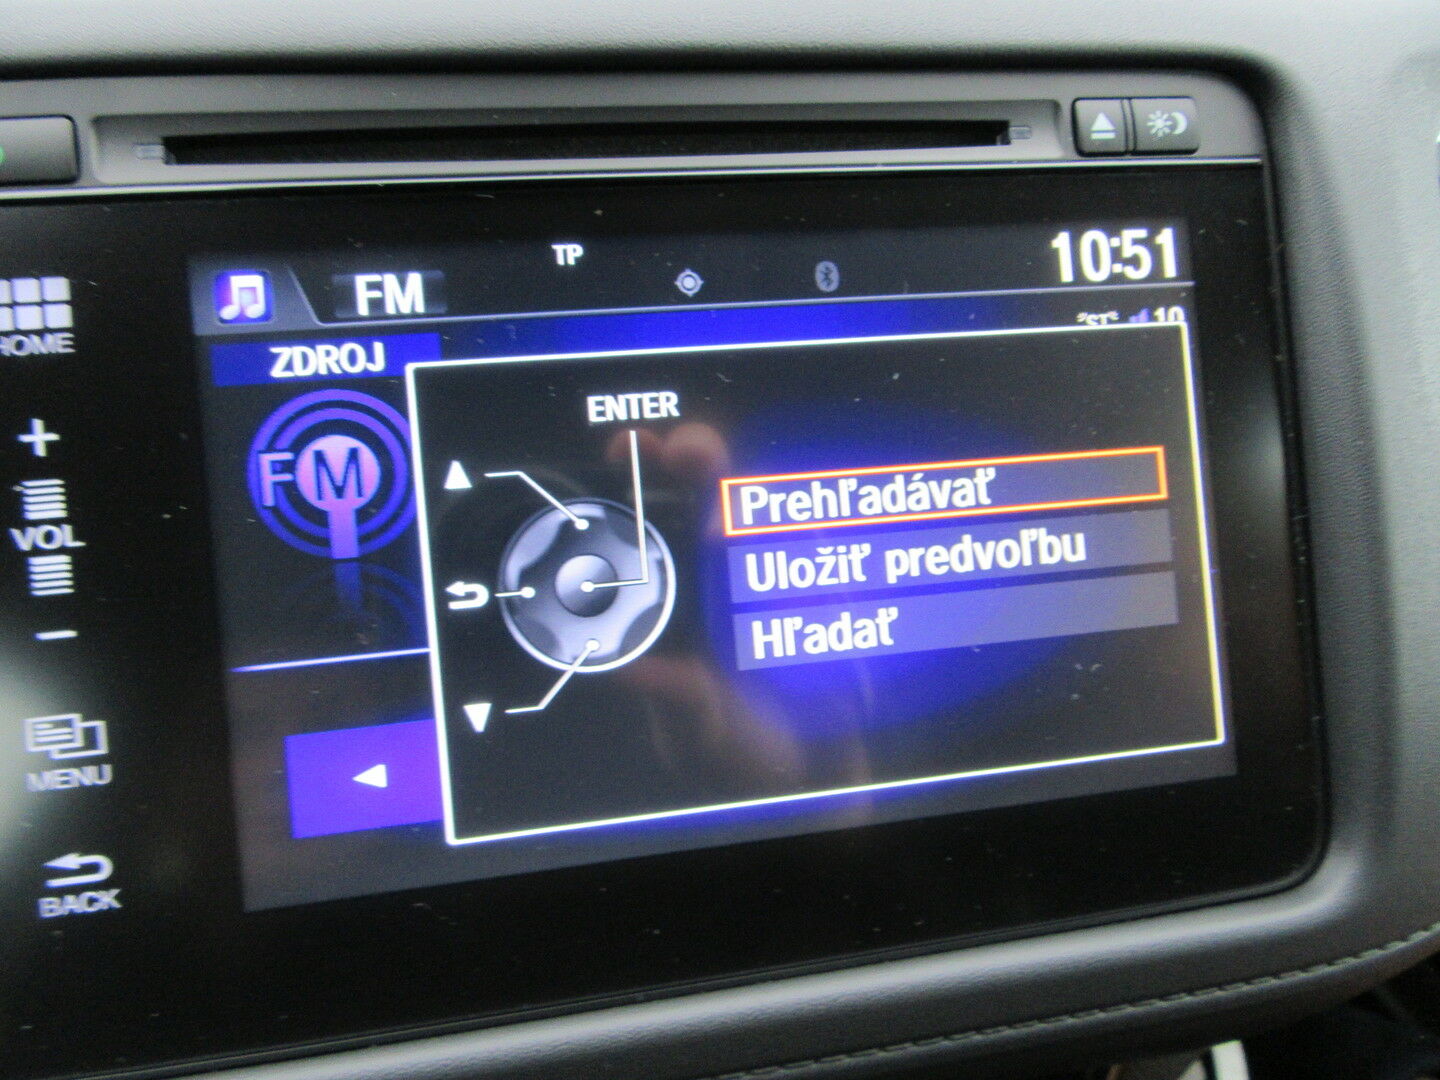 TP
10:51
FM
HOME
ZDROJ
ENTER
FM
VOL
Prehľadávať
Uložiť predvoľbu
Hľadať
MENU
BACK